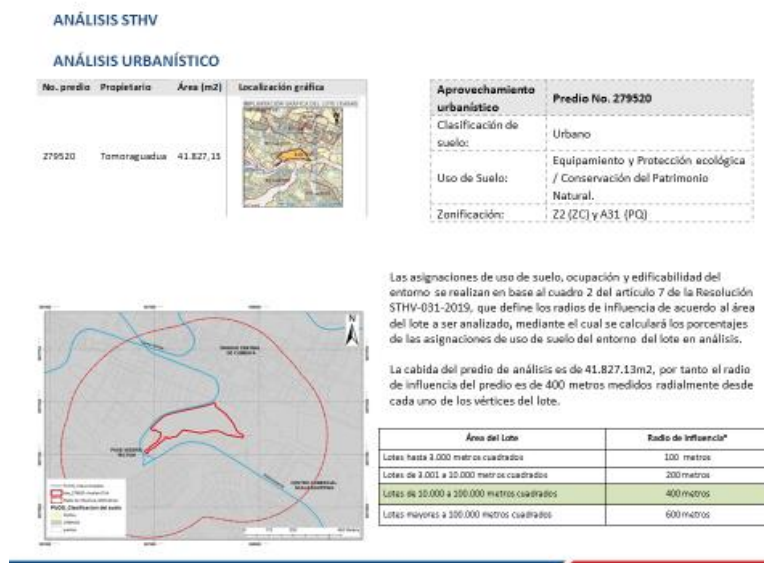 ANÁLISIS STHV
ANÁLISIS URBANÍSTICO
No. predio Propietario Área (m2) Localización gráfica
279520 Tomoraguadua 41.827,15
Aprovechamiento urbanístico Predio No. 279520
Clasificación de suelo: Urbano
Uso de Suelo: Equipamiento y Protección ecológica
/ Conservación del Patrimonio
Natural.
Zonificación: Z2 (ZC) y A31 (PQ)
Las asignaciones de uso de suelo, ocupación y edificabilidad del
entorno se realizan en base al cuadro 2 del artículo 7 de la Resolución
STHV-031-2019, que define los radios de influencia de acuerdo al área
del lote a ser analizado, mediante el cual se calculará los porcentajes
de las asignaciones de uso de suelo del entorno del lote en análisis.
La cabida del predio de análisis es de 41.827.13m2, por tanto el radio
de influencia del predio es de 400 metros medidos radialmente desde
cada uno de los vértices del lote.
N
Área del Lote Radio de Influencia*
Lotes hasta 3.000 metros cuadrados 100 metros
Lotes de 3.001 a 10.000 metros cuadrados 200 metros
Lotes de 10.000 a 100.000 metros cuadrados 400 metros
Lotes mayores a 100.000 metros cuadrados 600 metros